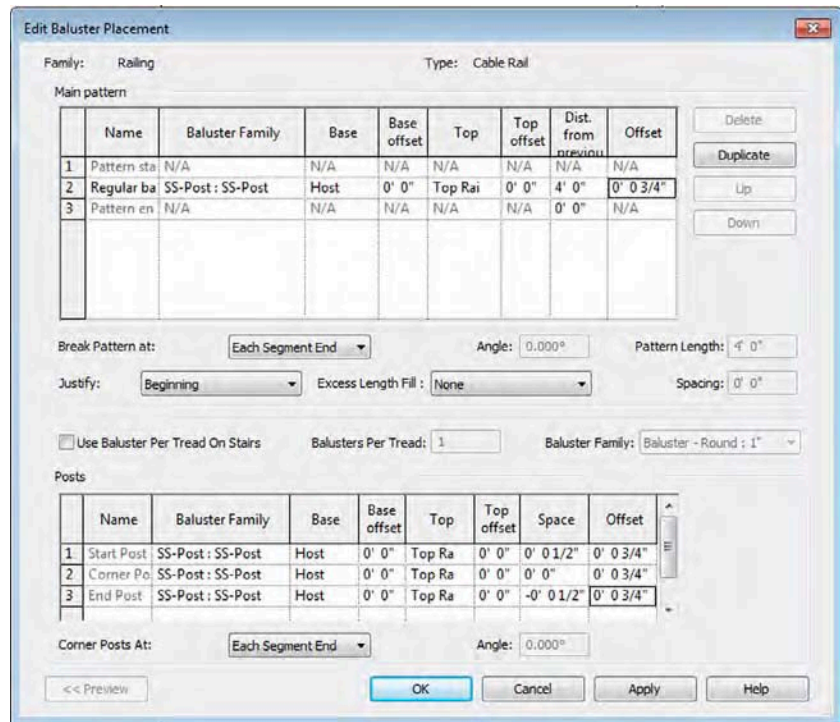 Edit Baluster Placement
Family: Railing Type: Cable Rail
Main pattern
Name Baluster Family Base Base offset Top Top offset Dist. from previou Offset
1 Pattern sta N/A N/A N/A N/A N/A N/A N/A
2 Regular ba SS-Post : SS-Post Host 0' 0" Top Rai 0' 0" 4' 0" 0' 0 3/4"
3 Pattern en N/A N/A N/A N/A N/A 0' 0" N/A
Delete
Duplicate
Up
Down
Break Pattern at: Each Segment End Angle: 0.000° Pattern Length: 4' 0"
Justify: Beginning Excess Length Fill : None Spacing: 0' 0"
Use Baluster Per Tread On Stairs Balusters Per Tread: 1 Baluster Family: Baluster - Round : 1"
Posts
Name Baluster Family Base Base offset Top Top offset Space Offset
1 Start Post SS-Post : SS-Post Host 0' 0" Top Ra 0' 0" 0' 0 1/2" 0' 0 3/4"
2 Corner Po SS-Post : SS-Post Host 0' 0" Top Ra 0' 0" 0' 0" 0' 0 3/4"
3 End Post SS-Post : SS-Post Host 0' 0" Top Ra 0' 0" -0' 0 1/2" 0' 0 3/4"
Corner Posts At: Each Segment End Angle: 0.000°
<< Preview OK Cancel Apply Help